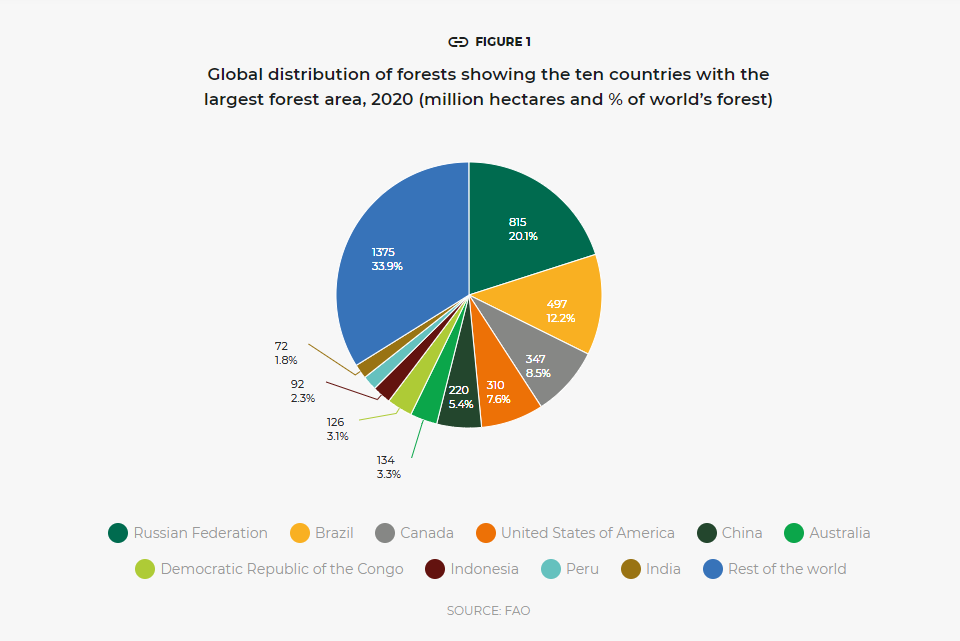 FIGURE 1
Global distribution of forests showing the ten countries with the
largest forest area, 2020 (million hectares and % of world’s forest)
815
20.1%
1375
33.9%
497
12.2%
347
8.5%
72
1.8%
310
7.6%
220
5.4%
92
2.3%
126
3.1%
134
3.3%
Russian Federation
Brazil
Canada
United States of America
China
Australia
Democratic Republic of the Congo
Indonesia
Peru
India
Rest of the world
SOURCE: FAO